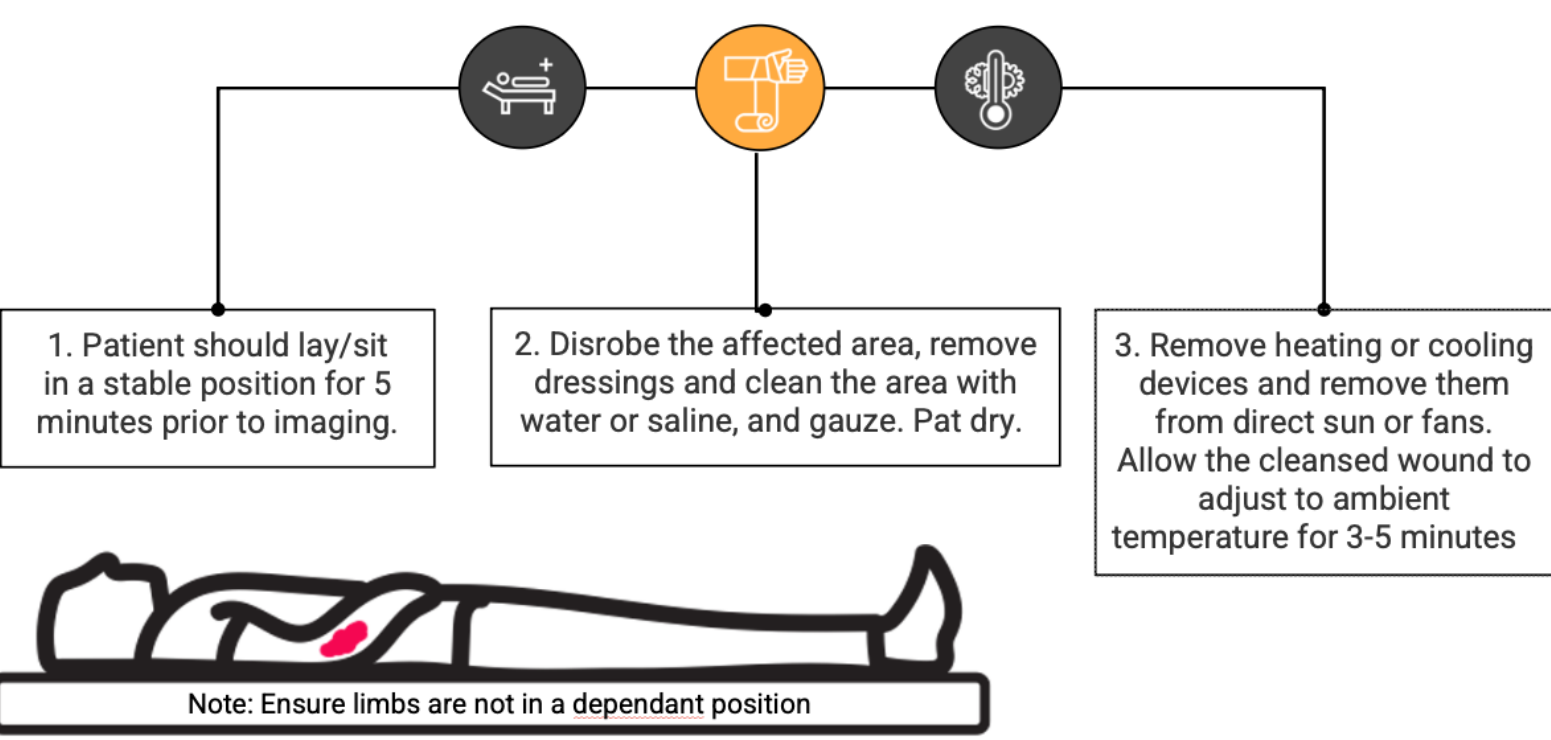 1. Patient should lay/sit
in a stable position for 5
minutes prior to imaging.
2. Disrobe the affected area, remove
dressings and clean the area with
water or saline, and gauze. Pat dry.
3. Remove heating or cooling
devices and remove them
from direct sun or fans.
Allow the cleansed wound to
adjust to ambient
temperature for 3-5 minutes
Note: Ensure limbs are not in a dependant position